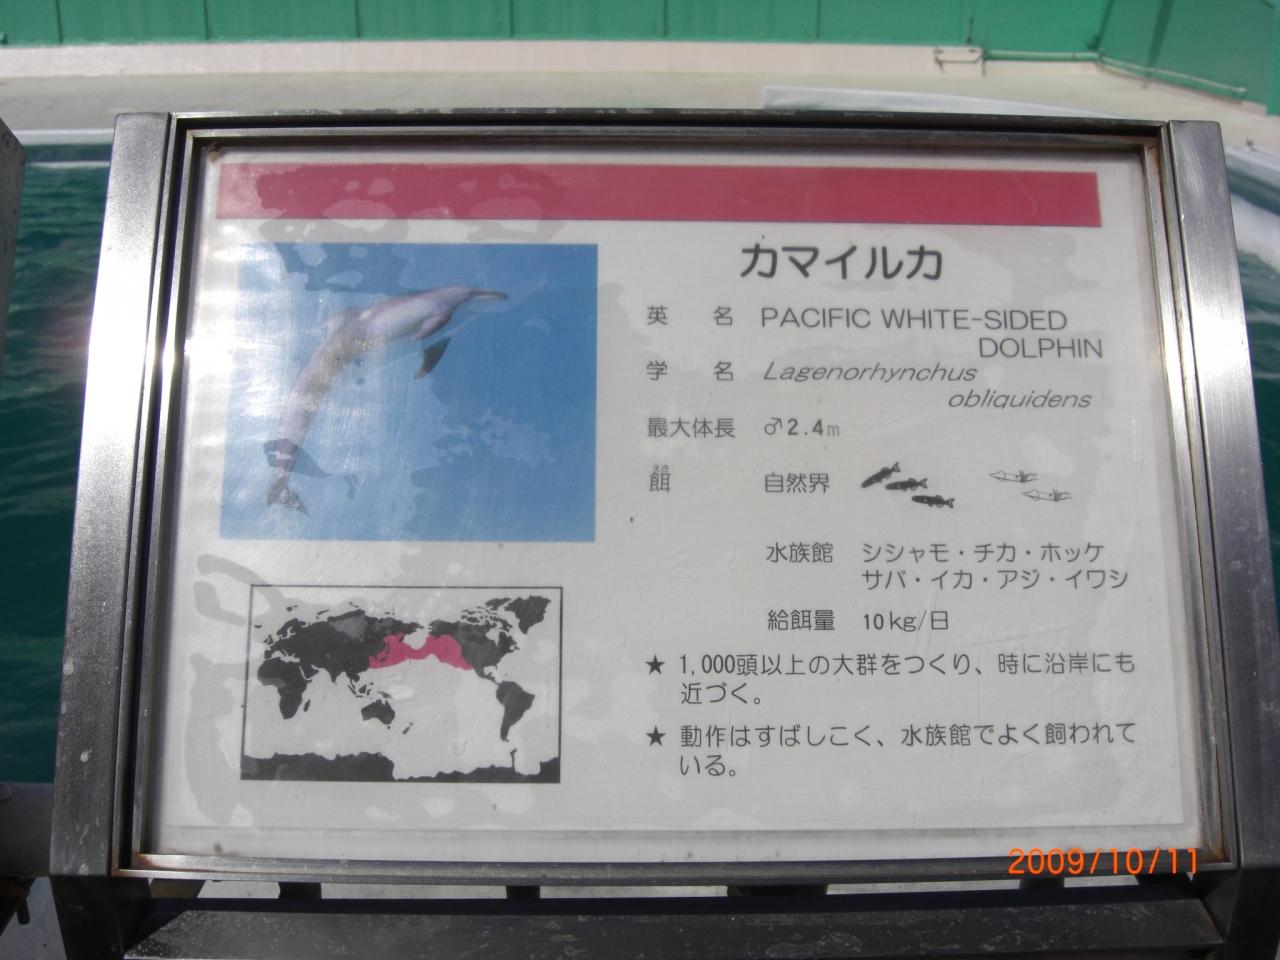 カマイルカ
英 名 PACIFIC WHITE-SIDED
DOLPHIN
学 名 Lagenorhynchus
obliquidens
最大体長 ♂2.4m
えさ
餌 自然界
水族館 シシャモ・チカ・ホッケ
サバ・イカ・アジ・イワシ
給餌量 10kg/日
★ 1,000頭以上の大群をつくり、時に沿岸にも
近づく。
★ 動作はすばしこく、水族館でよく飼われて
いる。
2009/10/11